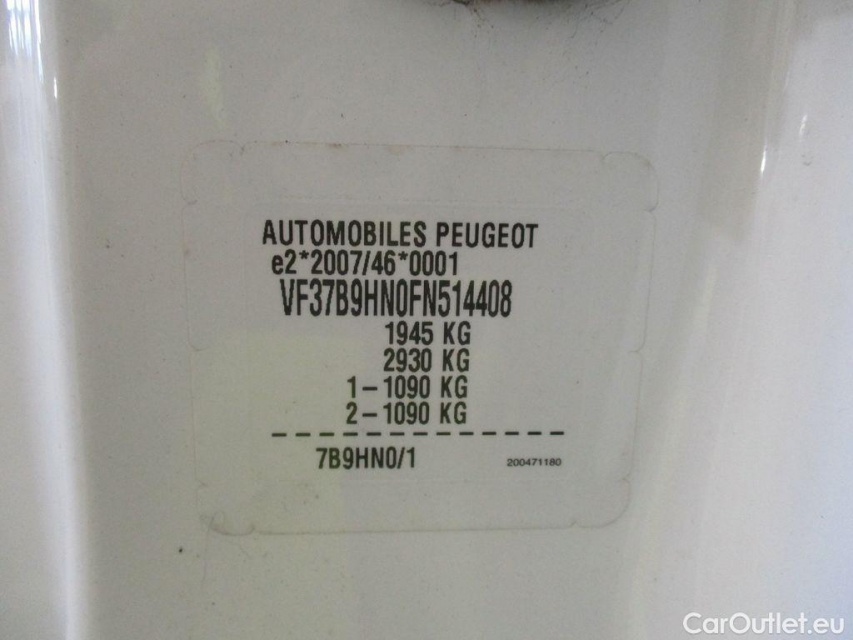 AUTOMOBILES PEUGEOT
e2*2007/46*0001
VF37B9HN0FN514408
1945 KG
2930 KG
1-1090 KG
2-1090 KG
7B9HN0/1 200471180
CarOutlet.eu